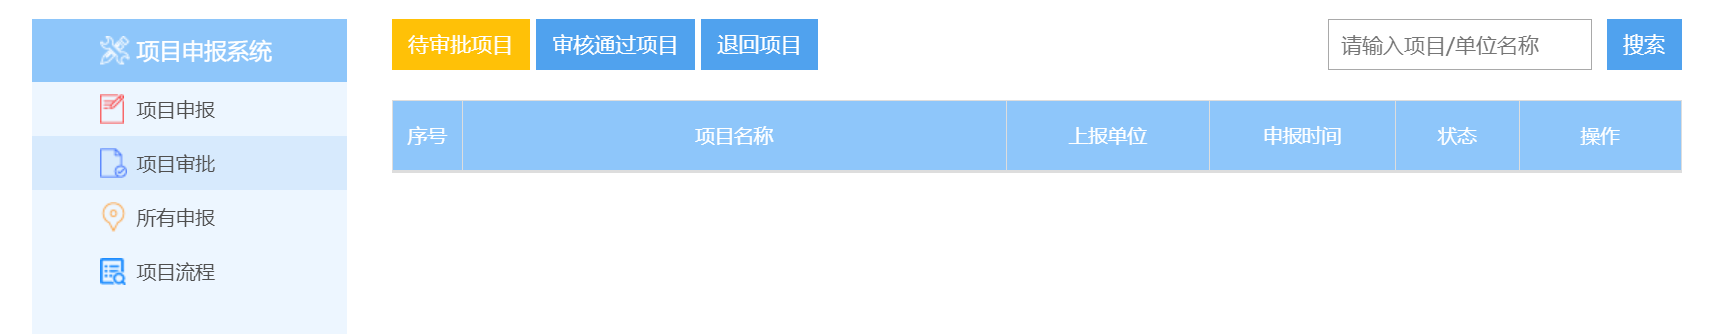 项目申报系统
项目申报
项目审批
所有申报
项目流程
待审批项目 审核通过项目 退回项目 请输入项目/单位名称 搜索
序号 项目名称 上报单位 申报时间 状态 操作